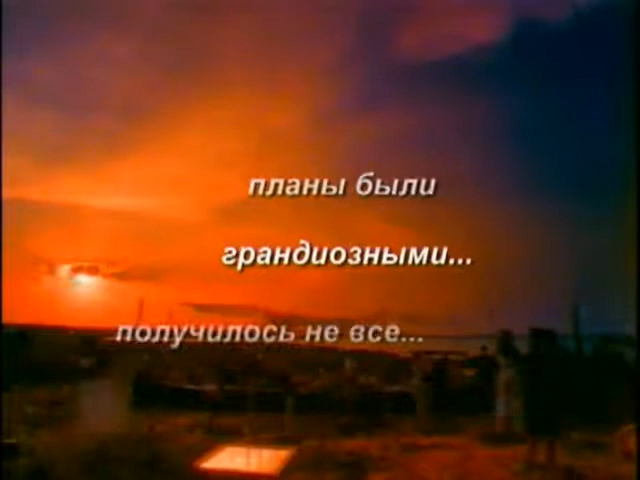 планы были
грандиозными...
получилось не все...